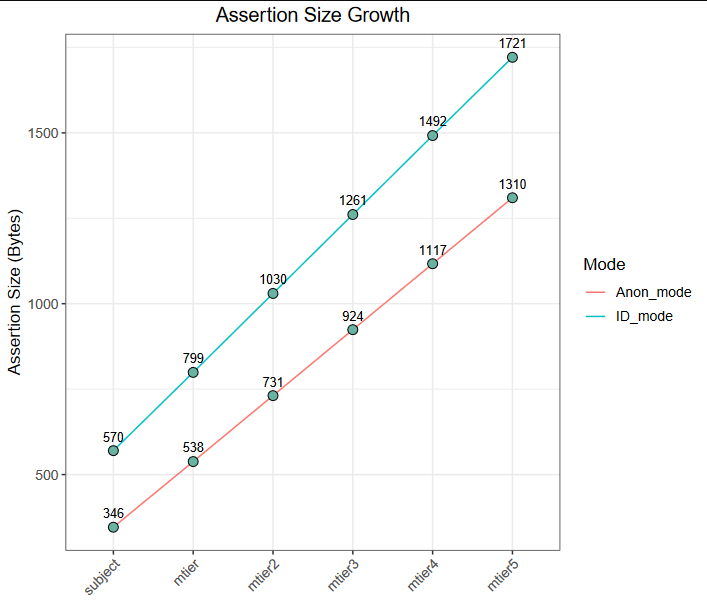 Assertion Size Growth
Assertion Size (Bytes)
1500
1000
500
570
799
1030
1261
1492
1721
346
538
731
924
1117
1310
subject
mtier
mtier2
mtier3
mtier4
mtier5
Mode
Anon_mode
ID_mode